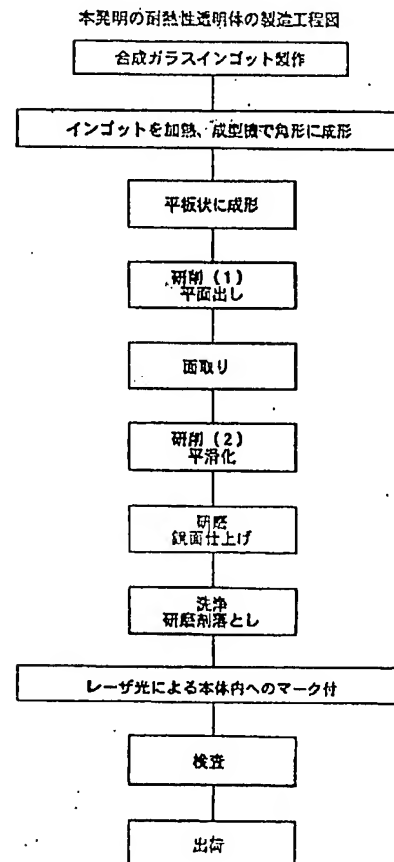 本発明の耐熱性透明体の製造工程図
合成ガラスインゴット製作
インゴットを加熱、成型機で角形に成形
平板状に成形
研削(1)
平面出し
面取り
研削(2)
平滑化
研磨
鏡面仕上げ
洗浄
研磨剤落とし
レーザ光による本体内へのマーク付
検査
出荷